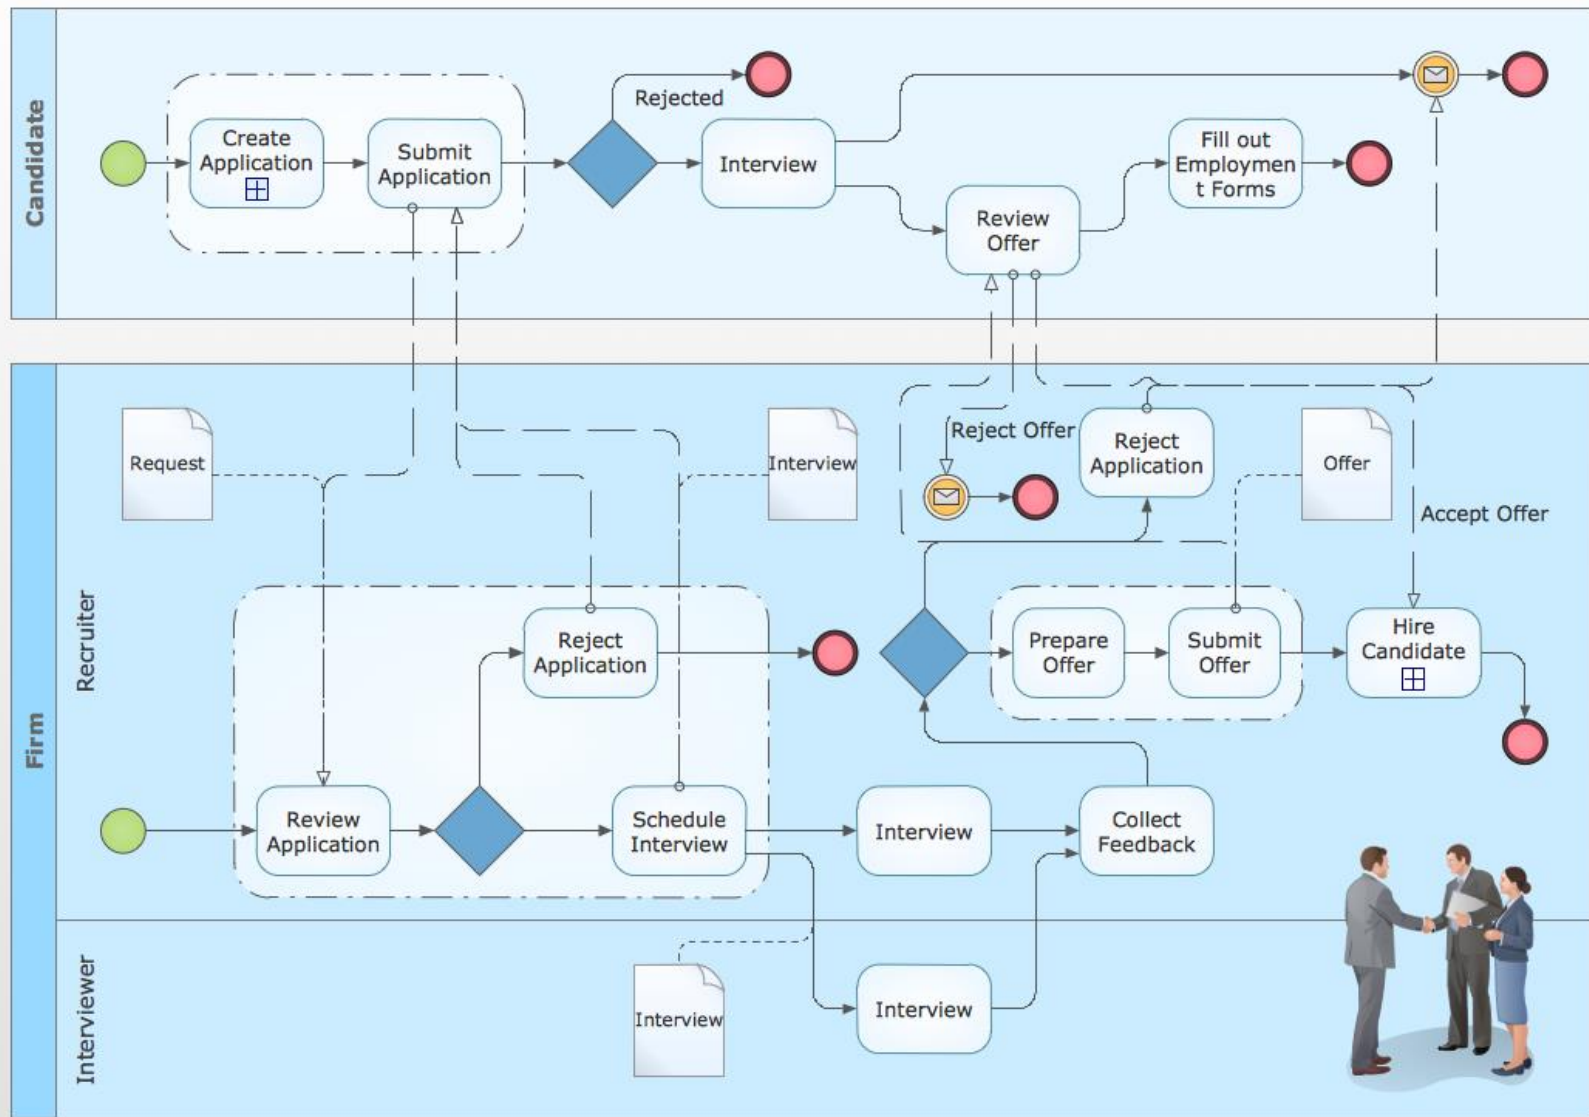 Candidate
Rejected
Create
Application
Submit
Application
Interview
Fill out
Employmen
t Forms
Review
Offer
Firm
Recruiter
Request
Interview
Reject Offer
Reject
Application
Offer
Accept Offer
Reject
Application
Prepare
Offer
Submit
Offer
Hire
Candidate
Review
Application
Schedule
Interview
Interview
Collect
Feedback
Interviewer
Interview
Interview